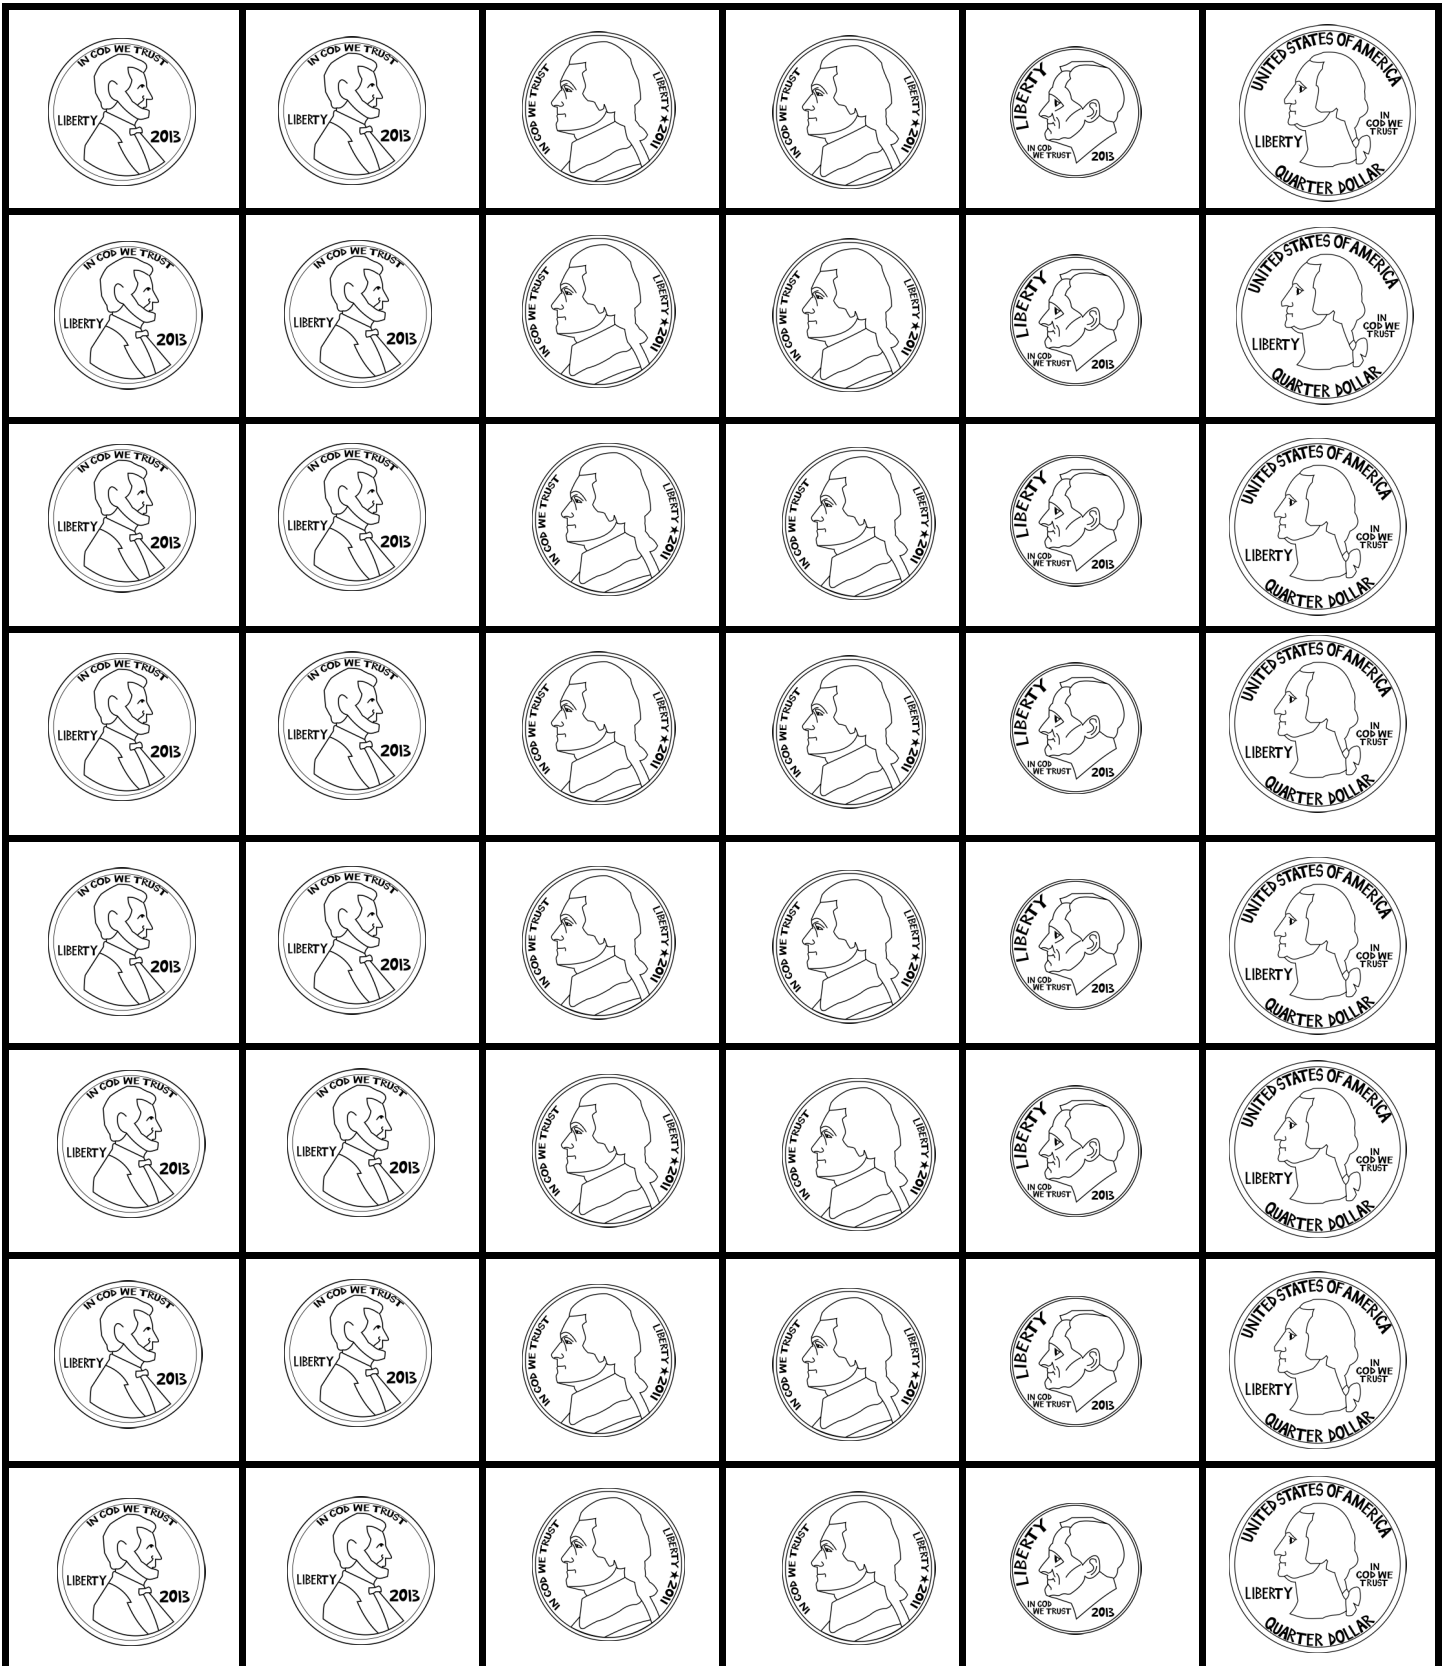 IN GOD WE TRUST
LIBERTY
2013
IN GOD WE TRUST
LIBERTY
2013
IN GOD WE TRUST
LIBERTY★2011
IN GOD WE TRUST
LIBERTY★2011
LIBERTY
IN GOD
WE TRUST
2013
UNITED STATES OF AMERICA
IN
GOD WE
TRUST
LIBERTY
QUARTER DOLLAR
IN GOD WE TRUST
LIBERTY
2013
IN GOD WE TRUST
LIBERTY
2013
IN GOD WE TRUST
LIBERTY★2011
IN GOD WE TRUST
LIBERTY★2011
LIBERTY
IN GOD
WE TRUST
2013
UNITED STATES OF AMERICA
IN
GOD WE
TRUST
LIBERTY
QUARTER DOLLAR
IN GOD WE TRUST
LIBERTY
2013
IN GOD WE TRUST
LIBERTY
2013
IN GOD WE TRUST
LIBERTY★2011
IN GOD WE TRUST
LIBERTY★2011
LIBERTY
IN GOD
WE TRUST
2013
UNITED STATES OF AMERICA
IN
GOD WE
TRUST
LIBERTY
QUARTER DOLLAR
IN GOD WE TRUST
LIBERTY
2013
IN GOD WE TRUST
LIBERTY
2013
IN GOD WE TRUST
LIBERTY★2011
IN GOD WE TRUST
LIBERTY★2011
LIBERTY
IN GOD
WE TRUST
2013
UNITED STATES OF AMERICA
IN
GOD WE
TRUST
LIBERTY
QUARTER DOLLAR
IN GOD WE TRUST
LIBERTY
2013
IN GOD WE TRUST
LIBERTY
2013
IN GOD WE TRUST
LIBERTY★2011
IN GOD WE TRUST
LIBERTY★2011
LIBERTY
IN GOD
WE TRUST
2013
UNITED STATES OF AMERICA
IN
GOD WE
TRUST
LIBERTY
QUARTER DOLLAR
IN GOD WE TRUST
LIBERTY
2013
IN GOD WE TRUST
LIBERTY
2013
IN GOD WE TRUST
LIBERTY★2011
IN GOD WE TRUST
LIBERTY★2011
LIBERTY
IN GOD
WE TRUST
2013
UNITED STATES OF AMERICA
IN
GOD WE
TRUST
LIBERTY
QUARTER DOLLAR
IN GOD WE TRUST
LIBERTY
2013
IN GOD WE TRUST
LIBERTY
2013
IN GOD WE TRUST
LIBERTY★2011
IN GOD WE TRUST
LIBERTY★2011
LIBERTY
IN GOD
WE TRUST
2013
UNITED STATES OF AMERICA
IN
GOD WE
TRUST
LIBERTY
QUARTER DOLLAR
IN GOD WE TRUST
LIBERTY
2013
IN GOD WE TRUST
LIBERTY
2013
IN GOD WE TRUST
LIBERTY★2011
IN GOD WE TRUST
LIBERTY★2011
LIBERTY
IN GOD
WE TRUST
2013
UNITED STATES OF AMERICA
IN
GOD WE
TRUST
LIBERTY
QUARTER DOLLAR